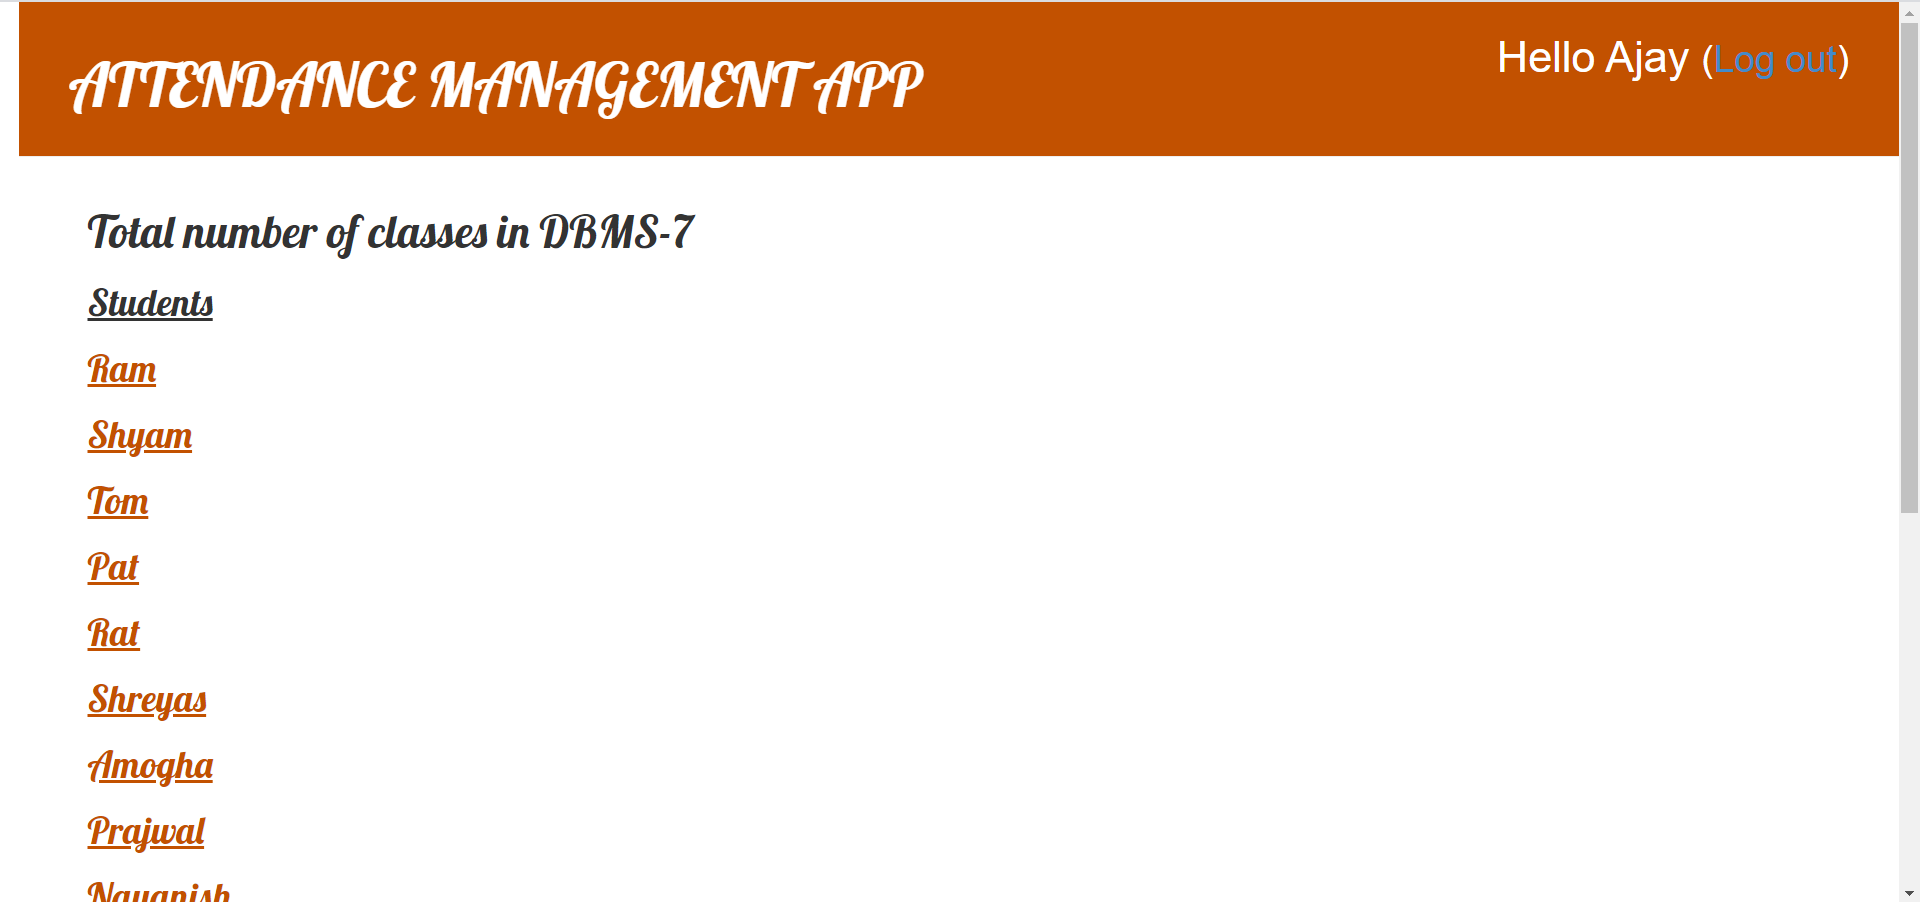 ATTENDANCE MANAGEMENT APP
Hello Ajay (Log out)
Total number of classes in DBMS-7
Students
Ram
Shyam
Tom
Pat
Rat
Shreyas
Amogha
Prajwal
Nayanish